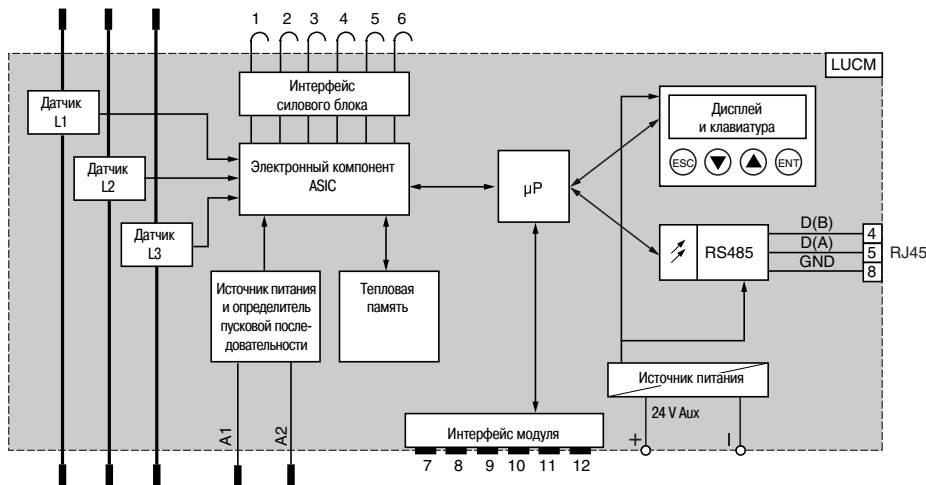 1 2 3 4 5 6
LUCM
Интерфейс
силового блока
Датчик
L1
Дисплей
и клавиатура
ESC
ENT
Электронный компонент
ASIC
Датчик
L2
µP
Датчик
L3
RS485
D(B)
D(A)
GND
4
5
8
RJ45
Источник питания
и определитель
пусковой после-
довательности
Тепловая
память
Источник питания
24 V Aux
A1
A2
Интерфейс модуля
+
–
7 8 9 10 11 12